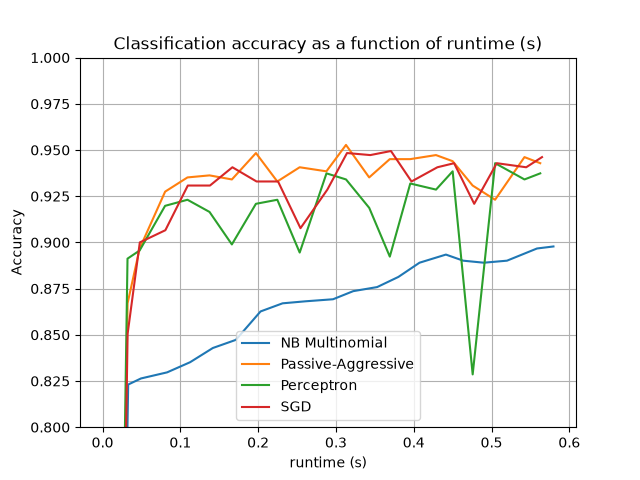 Classification accuracy as a function of runtime (s)
1.000
0.975
0.950
0.925
0.900
0.875
0.850
0.825
0.800
Accuracy
NB Multinomial
Passive-Aggressive
Perceptron
SGD
0.0 0.1 0.2 0.3 0.4 0.5 0.6
runtime (s)